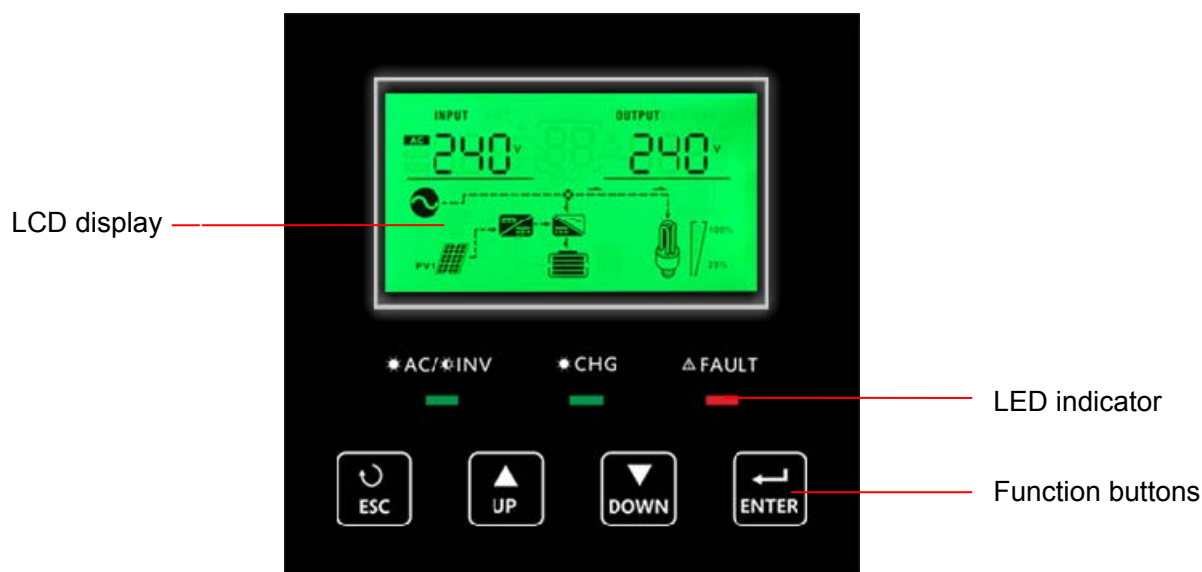 INPUT
OUTPUT
AC
240V
240V
LCD display
PV1
100%
25%
AC/INV
CHG
FAULT
LED indicator
ESC
UP
DOWN
ENTER
Function buttons